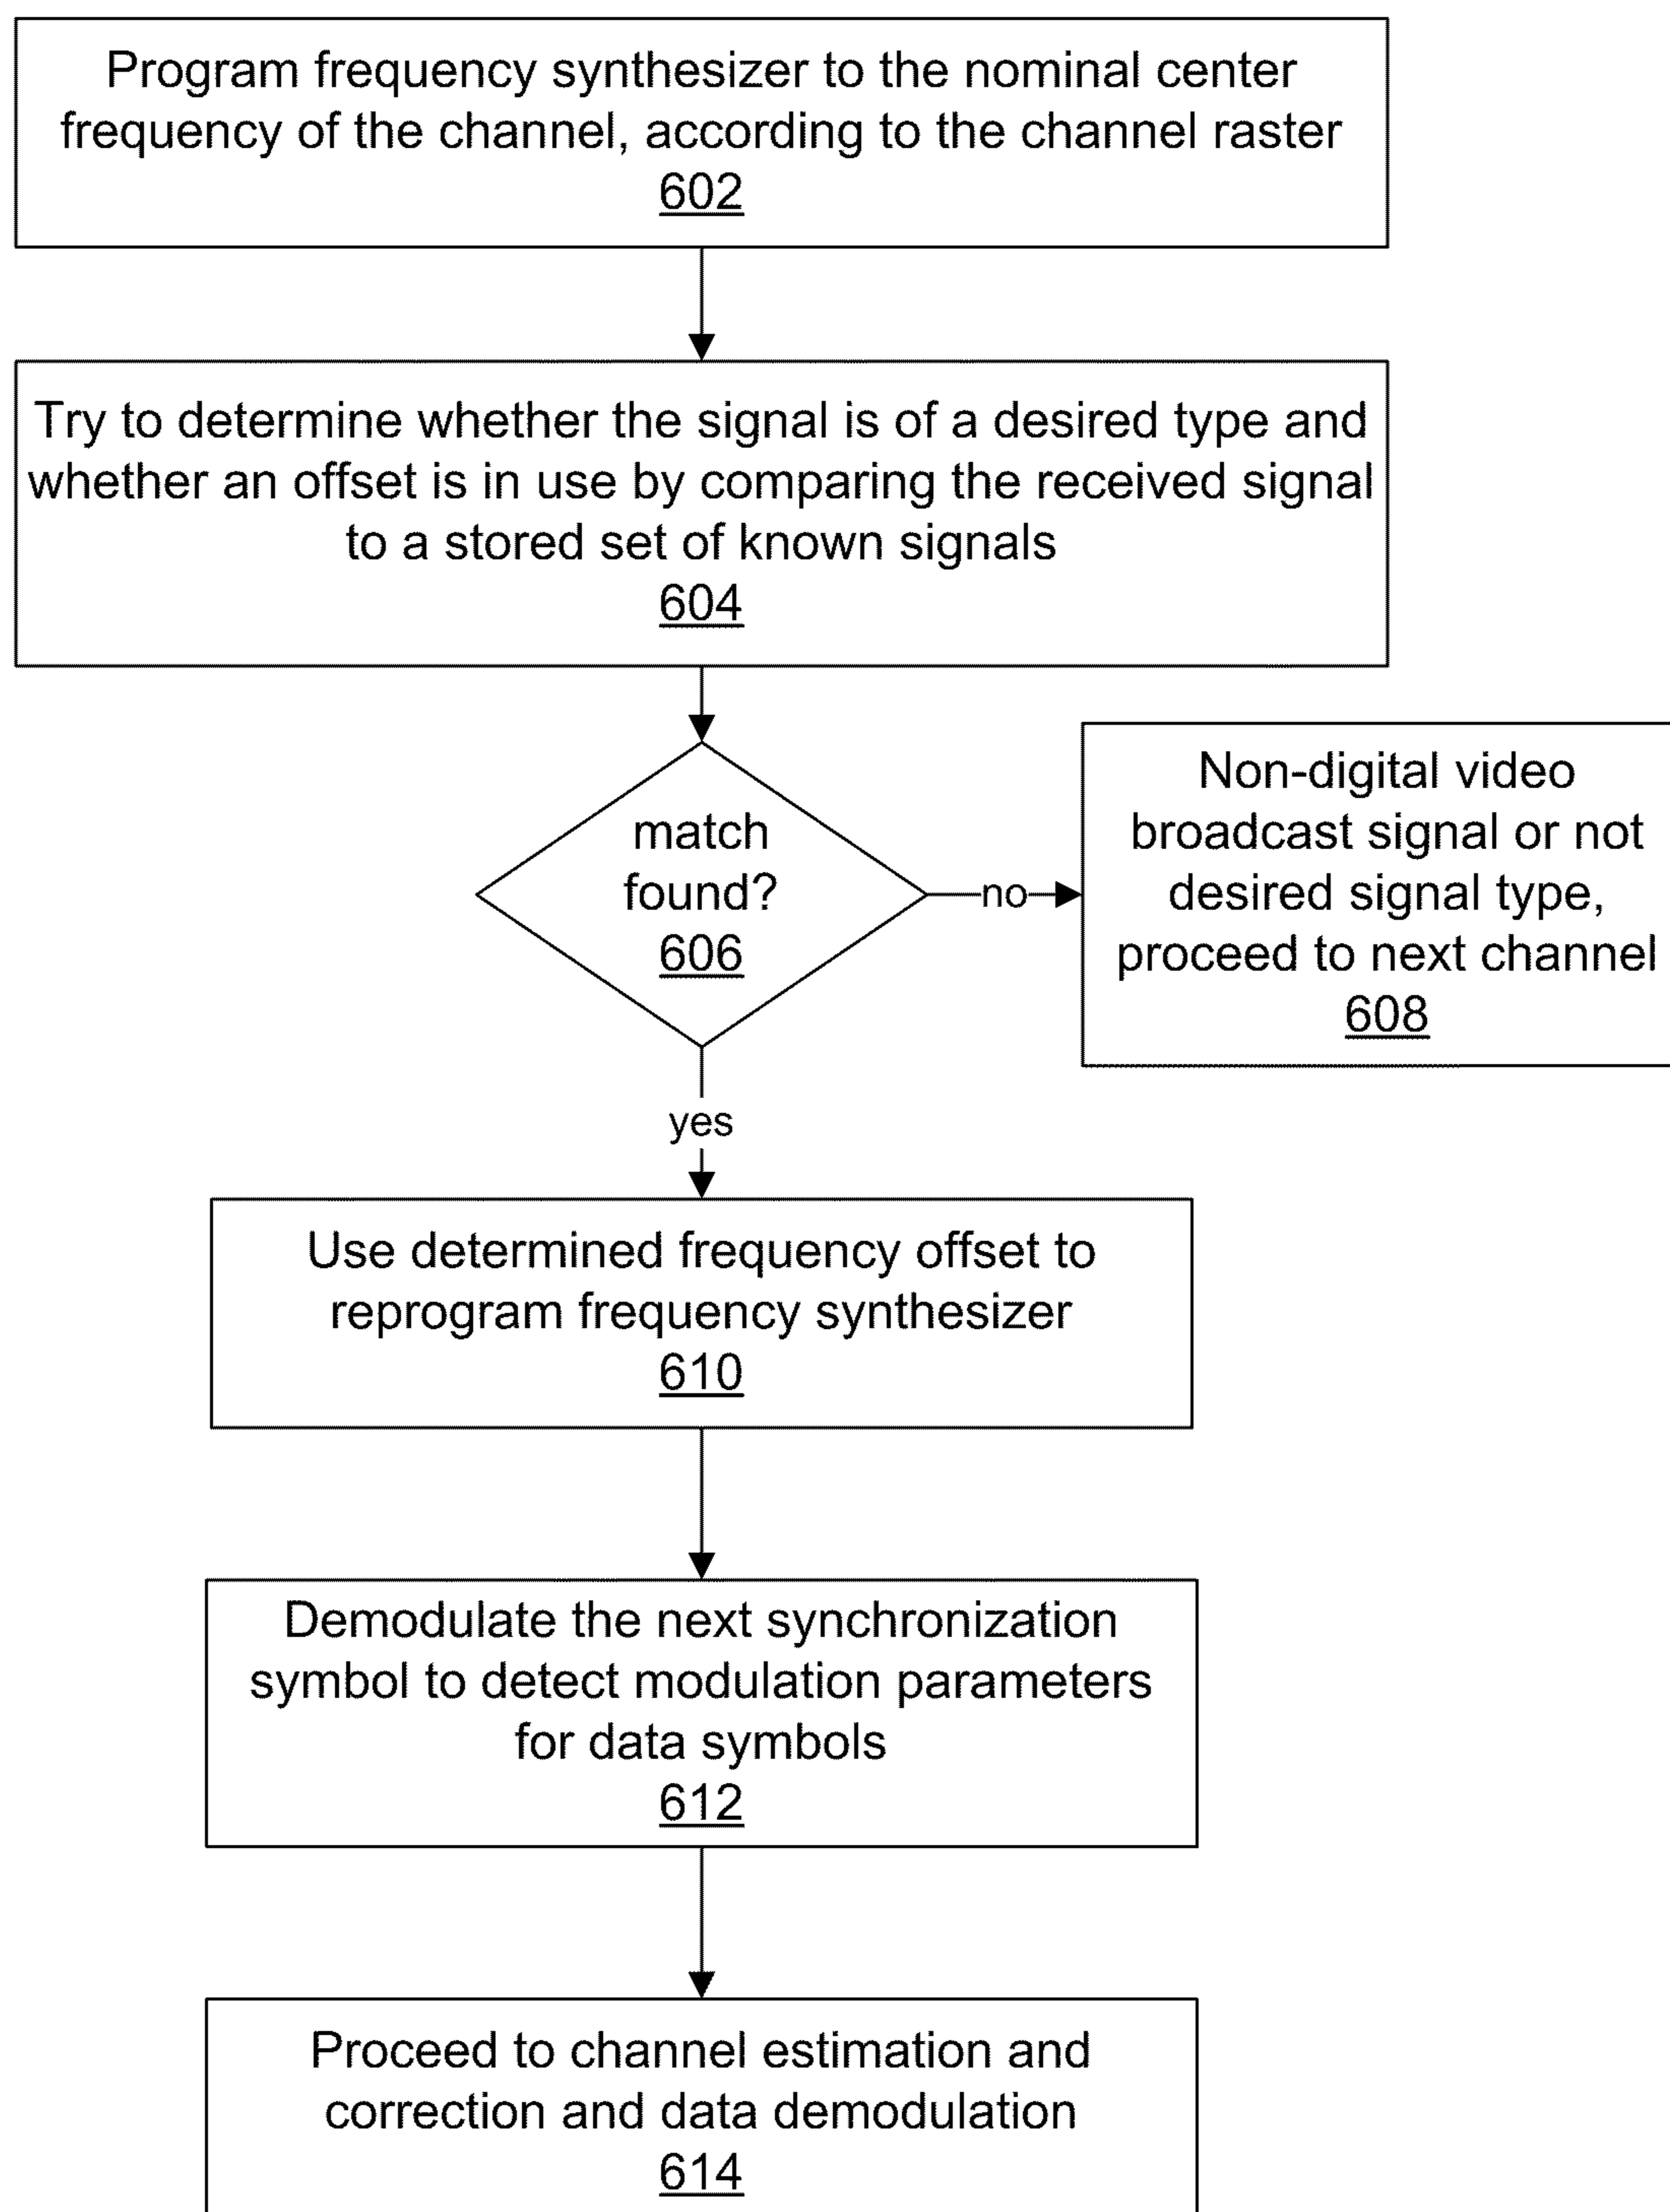 Program frequency synthesizer to the nominal center
frequency of the channel, according to the channel raster
602
Try to determine whether the signal is of a desired type and
whether an offset is in use by comparing the received signal
to a stored set of known signals
604
match
found?
606
no
Non-digital video
broadcast signal or not
desired signal type,
proceed to next channel
608
yes
Use determined frequency offset to
reprogram frequency synthesizer
610
Demodulate the next synchronization
symbol to detect modulation parameters
for data symbols
612
Proceed to channel estimation and
correction and data demodulation
614